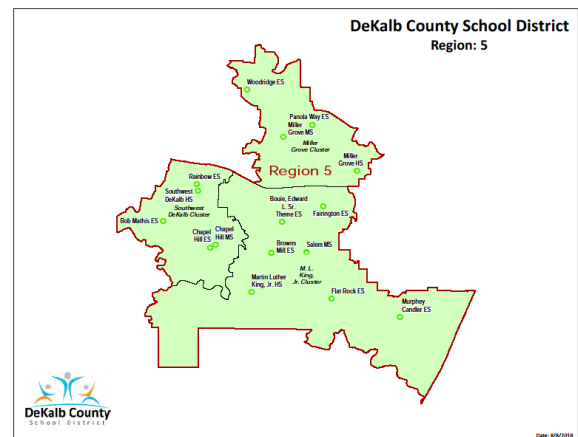 DeKalb County School District
Region: 5
Woodridge ES
Panola Way ES
Miller
Grove MS
Miller
Grove Cluster
Miller
Grove HS
Region 5
Rainbow ES
Southwest
DeKalb HS
Southwest
DeKalb Cluster
Bob Mathis ES
Chapel
Hill ES
Chapel
Hill MS
Bouie, Edward
L. Sr.
Theme ES
Fairington ES
Browns
Mill ES
Salem MS
M. L.
King,
Jr. Cluster
Martin Luther
King, Jr. HS
Flat Rock ES
Murphey
Candler ES
DeKalb County
School District
Date: 8/8/2018